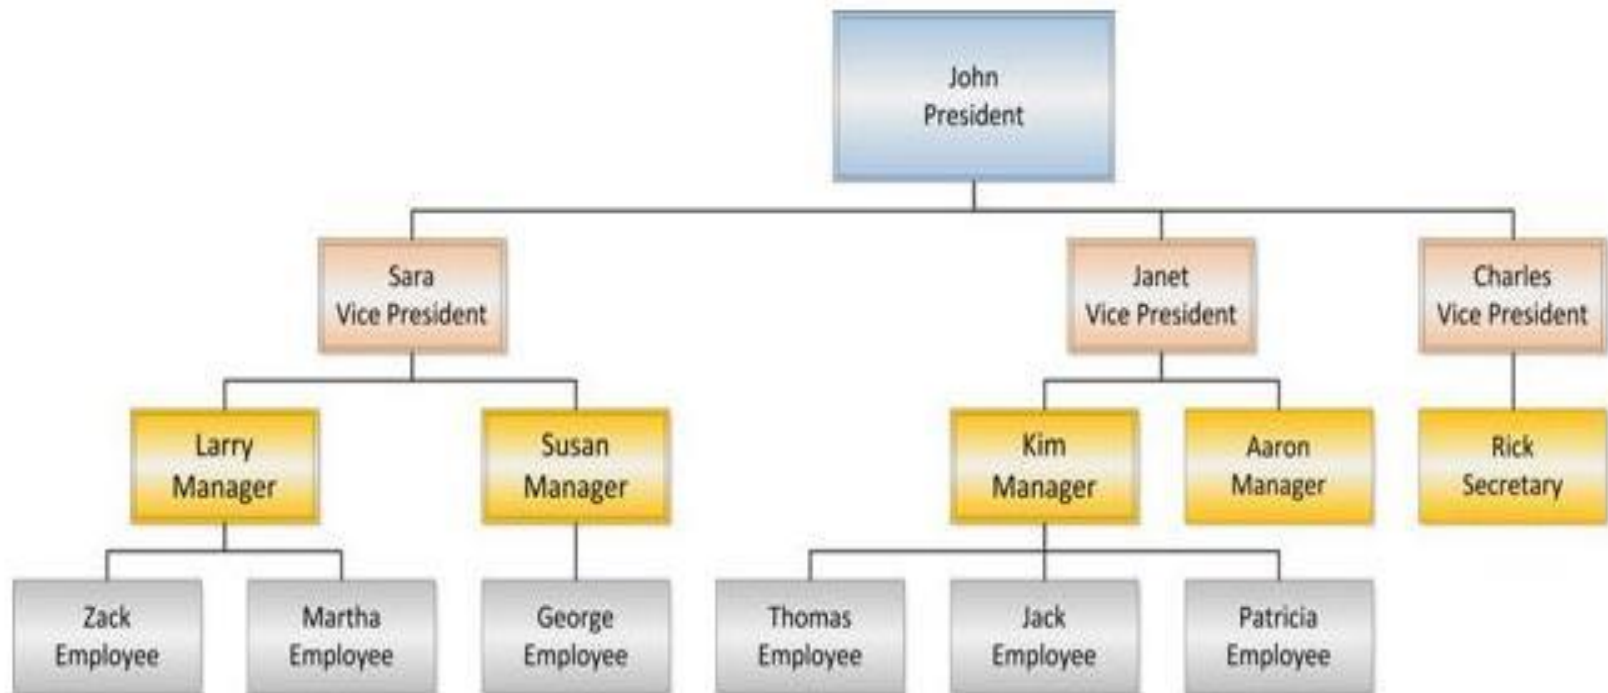 John
President
Sara
Vice President
Janet
Vice President
Charles
Vice President
Larry
Manager
Susan
Manager
Kim
Manager
Aaron
Manager
Rick
Secretary
Zack
Employee
Martha
Employee
George
Employee
Thomas
Employee
Jack
Employee
Patricia
Employee